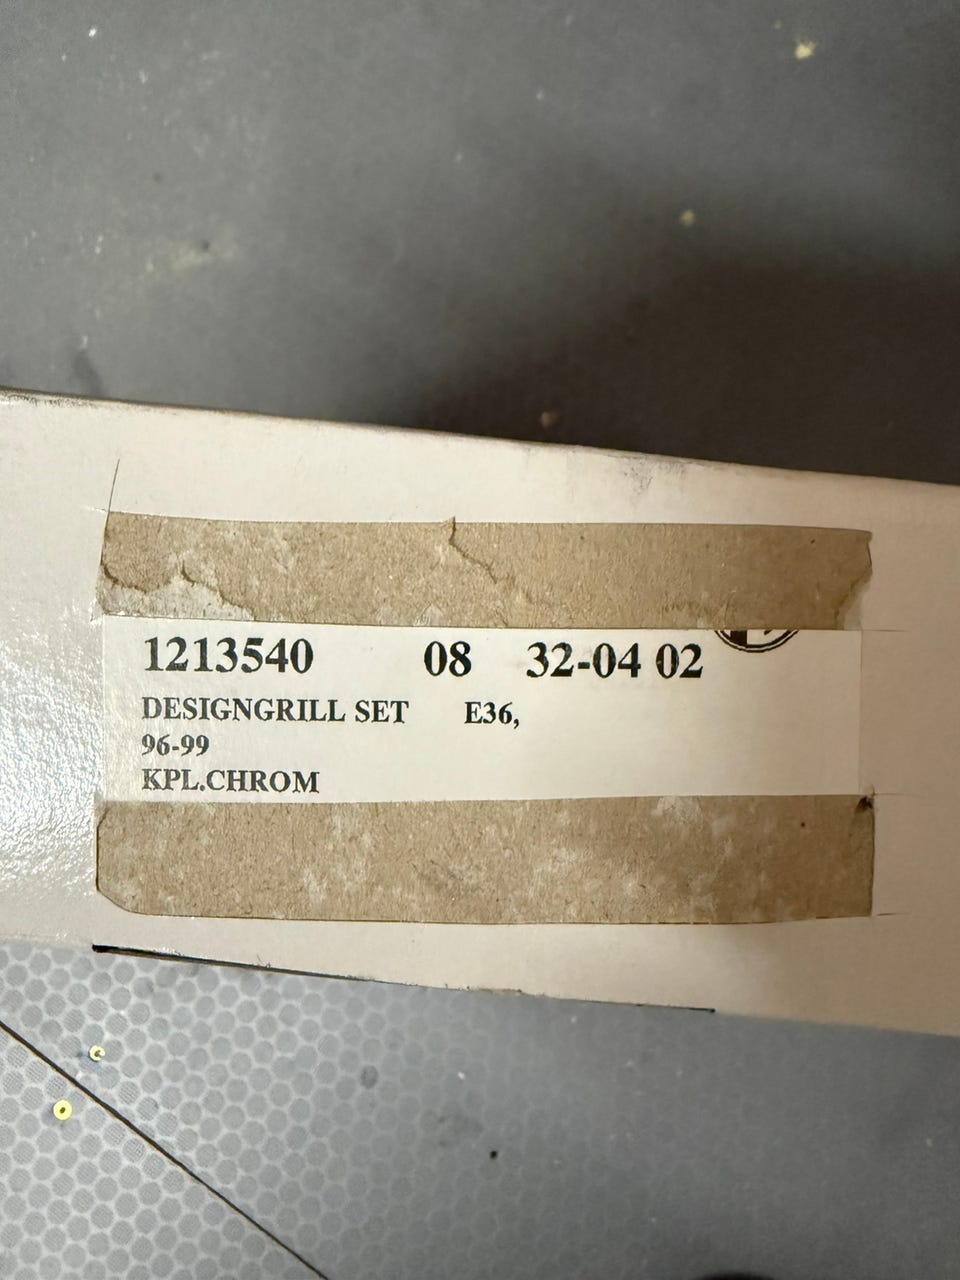 1213540 08 32-04 02
DESIGNGRILL SET E36,
96-99
KPL.CHROM